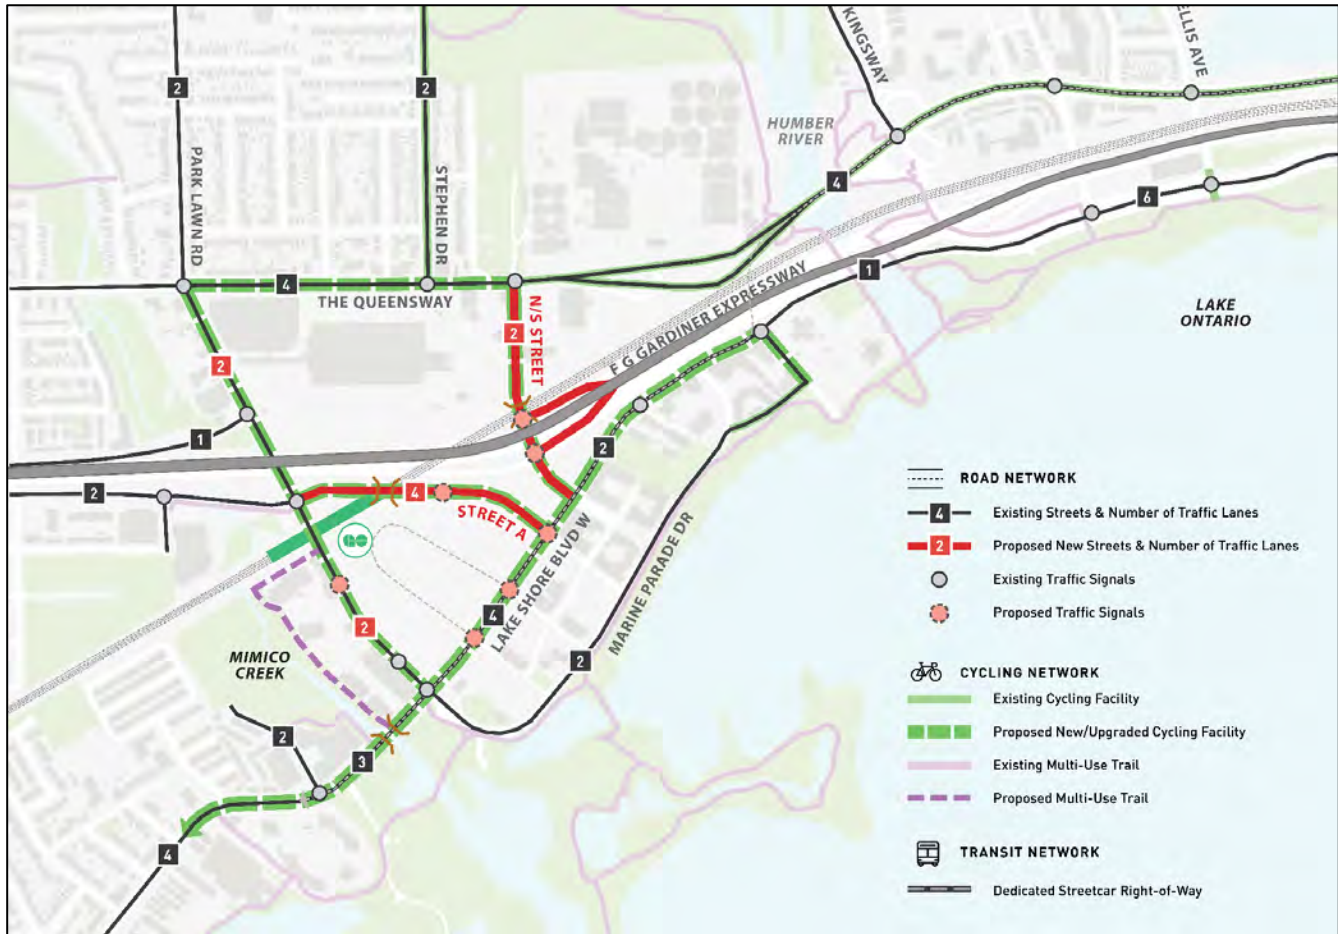 KINGSWAY
ELLIS AVE
2
2
HUMBER
RIVER
PARK LAWN RD
STEPHEN DR
4
6
1
4
THE QUEENSWAY
N/S STREET
2
F G GARDINER EXPRESSWAY
LAKE
ONTARIO
2
1
2
2
4
STREET A
LAKE SHORE BLVD W
MARINE PARADE DR
4
2
2
MIMICO
CREEK
2
3
4
ROAD NETWORK
4 Existing Streets & Number of Traffic Lanes
2 Proposed New Streets & Number of Traffic Lanes
Existing Traffic Signals
Proposed Traffic Signals
CYCLING NETWORK
Existing Cycling Facility
Proposed New/Upgraded Cycling Facility
Existing Multi-Use Trail
Proposed Multi-Use Trail
TRANSIT NETWORK
Dedicated Streetcar Right-of-Way